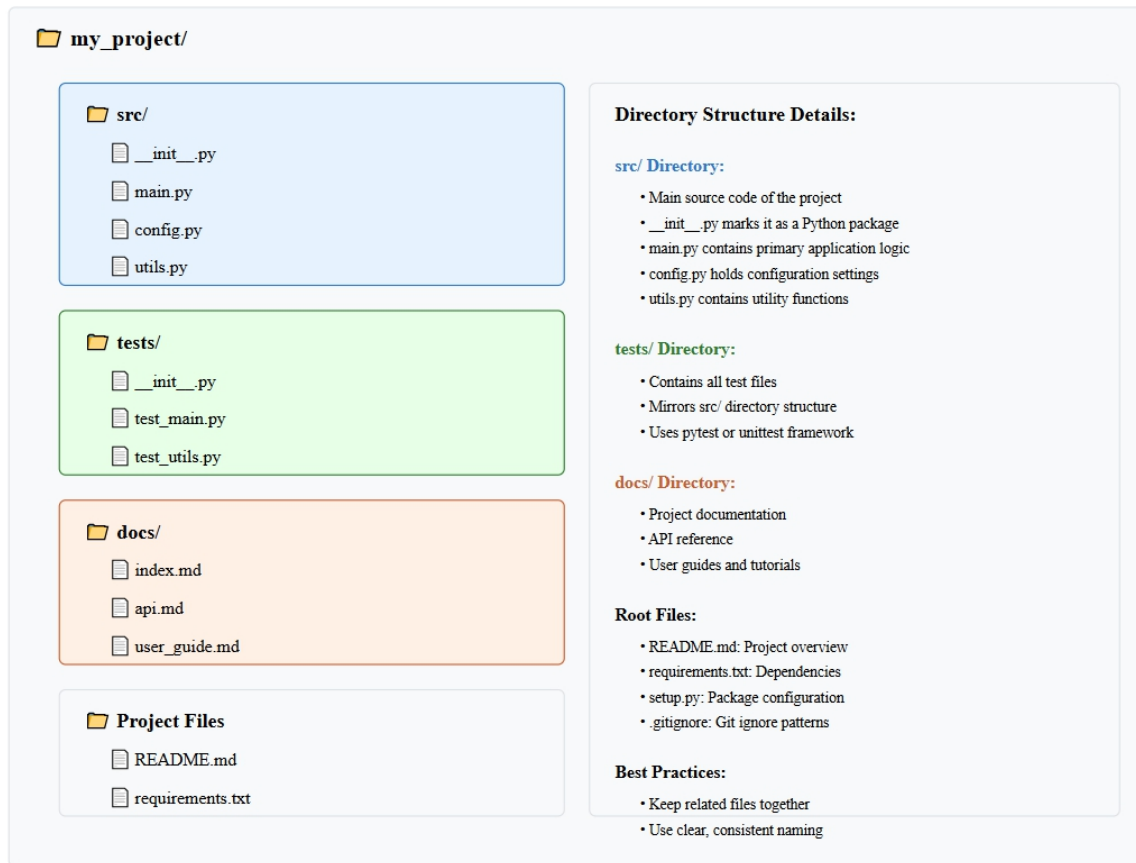 my_project/
src/
__init__.py
main.py
config.py
utils.py
tests/
__init__.py
test_main.py
test_utils.py
docs/
index.md
api.md
user_guide.md
Project Files
README.md
requirements.txt
Directory Structure Details:
src/ Directory:
• Main source code of the project
• __init__.py marks it as a Python package
• main.py contains primary application logic
• config.py holds configuration settings
• utils.py contains utility functions
tests/ Directory:
• Contains all test files
• Mirrors src/ directory structure
• Uses pytest or unittest framework
docs/ Directory:
• Project documentation
• API reference
• User guides and tutorials
Root Files:
• README.md: Project overview
• requirements.txt: Dependencies
• setup.py: Package configuration
• .gitignore: Git ignore patterns
Best Practices:
• Keep related files together
• Use clear, consistent naming